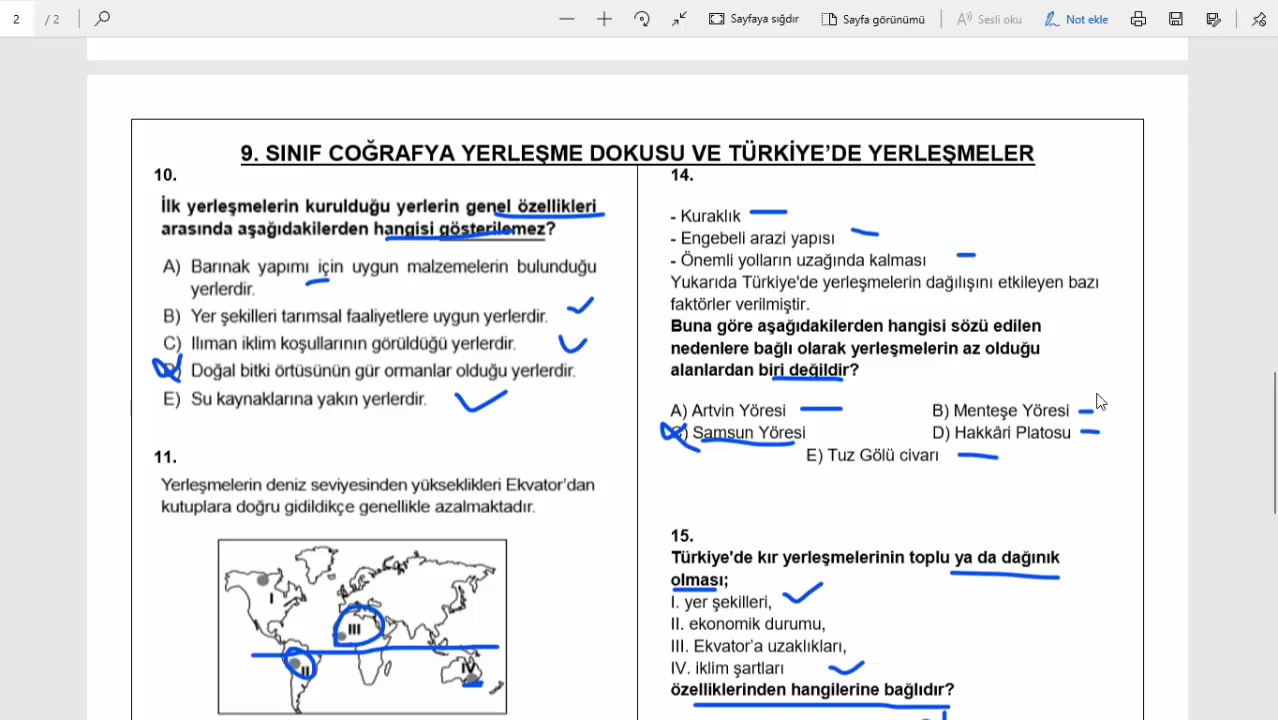 2 / 2 Sayfaya sığdır Sayfa görünümü Sesli oku Not ekle
9. SINIF COĞRAFYA YERLEŞME DOKUSU VE TÜRKİYE'DE YERLEŞMELER
10.
İlk yerleşmelerin kurulduğu yerlerin genel özellikleri
arasında aşağıdakilerden hangisi gösterilemez?
A) Barınak yapımı için uygun malzemelerin bulunduğu
yerlerdir.
B) Yer şekilleri tarımsal faaliyetlere uygun yerlerdir.
C) Ilıman iklim koşullarının görüldüğü yerlerdir.
D) Doğal bitki örtüsünün gür ormanlar olduğu yerlerdir.
E) Su kaynaklarına yakın yerlerdir.
11.
Yerleşmelerin deniz seviyesinden yükseklikleri Ekvator'dan
kutuplara doğru gidildikçe genellikle azalmaktadır.
I
III
II
IV
14.
- Kuraklık
- Engebeli arazi yapısı
- Önemli yolların uzağında kalması
Yukarıda Türkiye'de yerleşmelerin dağılışını etkileyen bazı
faktörler verilmiştir.
Buna göre aşağıdakilerden hangisi sözü edilen
nedenlere bağlı olarak yerleşmelerin az olduğu
alanlardan biri değildir?
A) Artvin Yöresi B) Menteşe Yöresi
C) Samsun Yöresi D) Hakkâri Platosu
E) Tuz Gölü civarı
15.
Türkiye'de kır yerleşmelerinin toplu ya da dağınık
olması;
I. yer şekilleri,
II. ekonomik durumu,
III. Ekvator'a uzaklıkları,
IV. iklim şartları
özelliklerinden hangilerine bağlıdır?